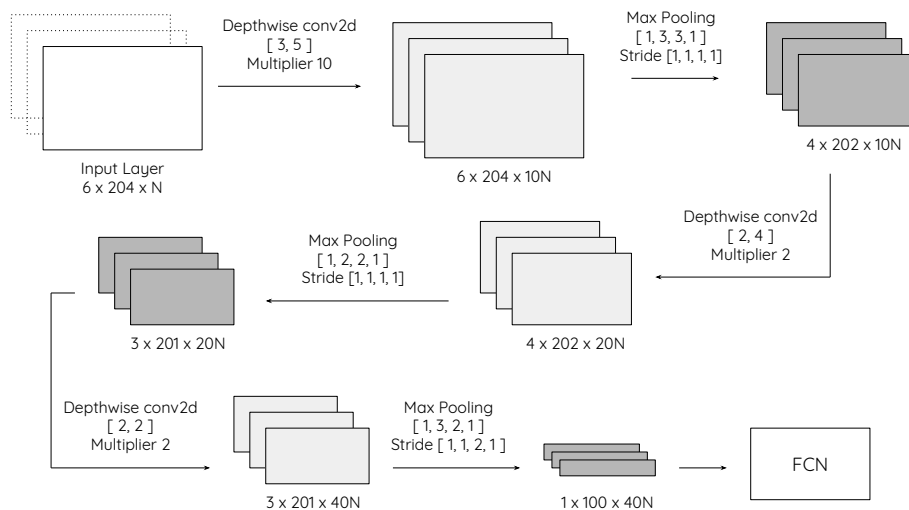 Depthwise conv2d
[ 3, 5 ]
Multiplier 10
Max Pooling
[ 1, 3, 3, 1 ]
Stride [1, 1, 1, 1]
Input Layer
6 x 204 x N
6 x 204 x 10N
4 x 202 x 10N
Depthwise conv2d
[ 2, 4 ]
Multiplier 2
Max Pooling
[ 1, 2, 2, 1 ]
Stride [1, 1, 1, 1]
4 x 202 x 20N
3 x 201 x 20N
Depthwise conv2d
[ 2, 2 ]
Multiplier 2
Max Pooling
[ 1, 3, 2, 1 ]
Stride [ 1, 1, 2, 1 ]
3 x 201 x 40N
1 x 100 x 40N
FCN